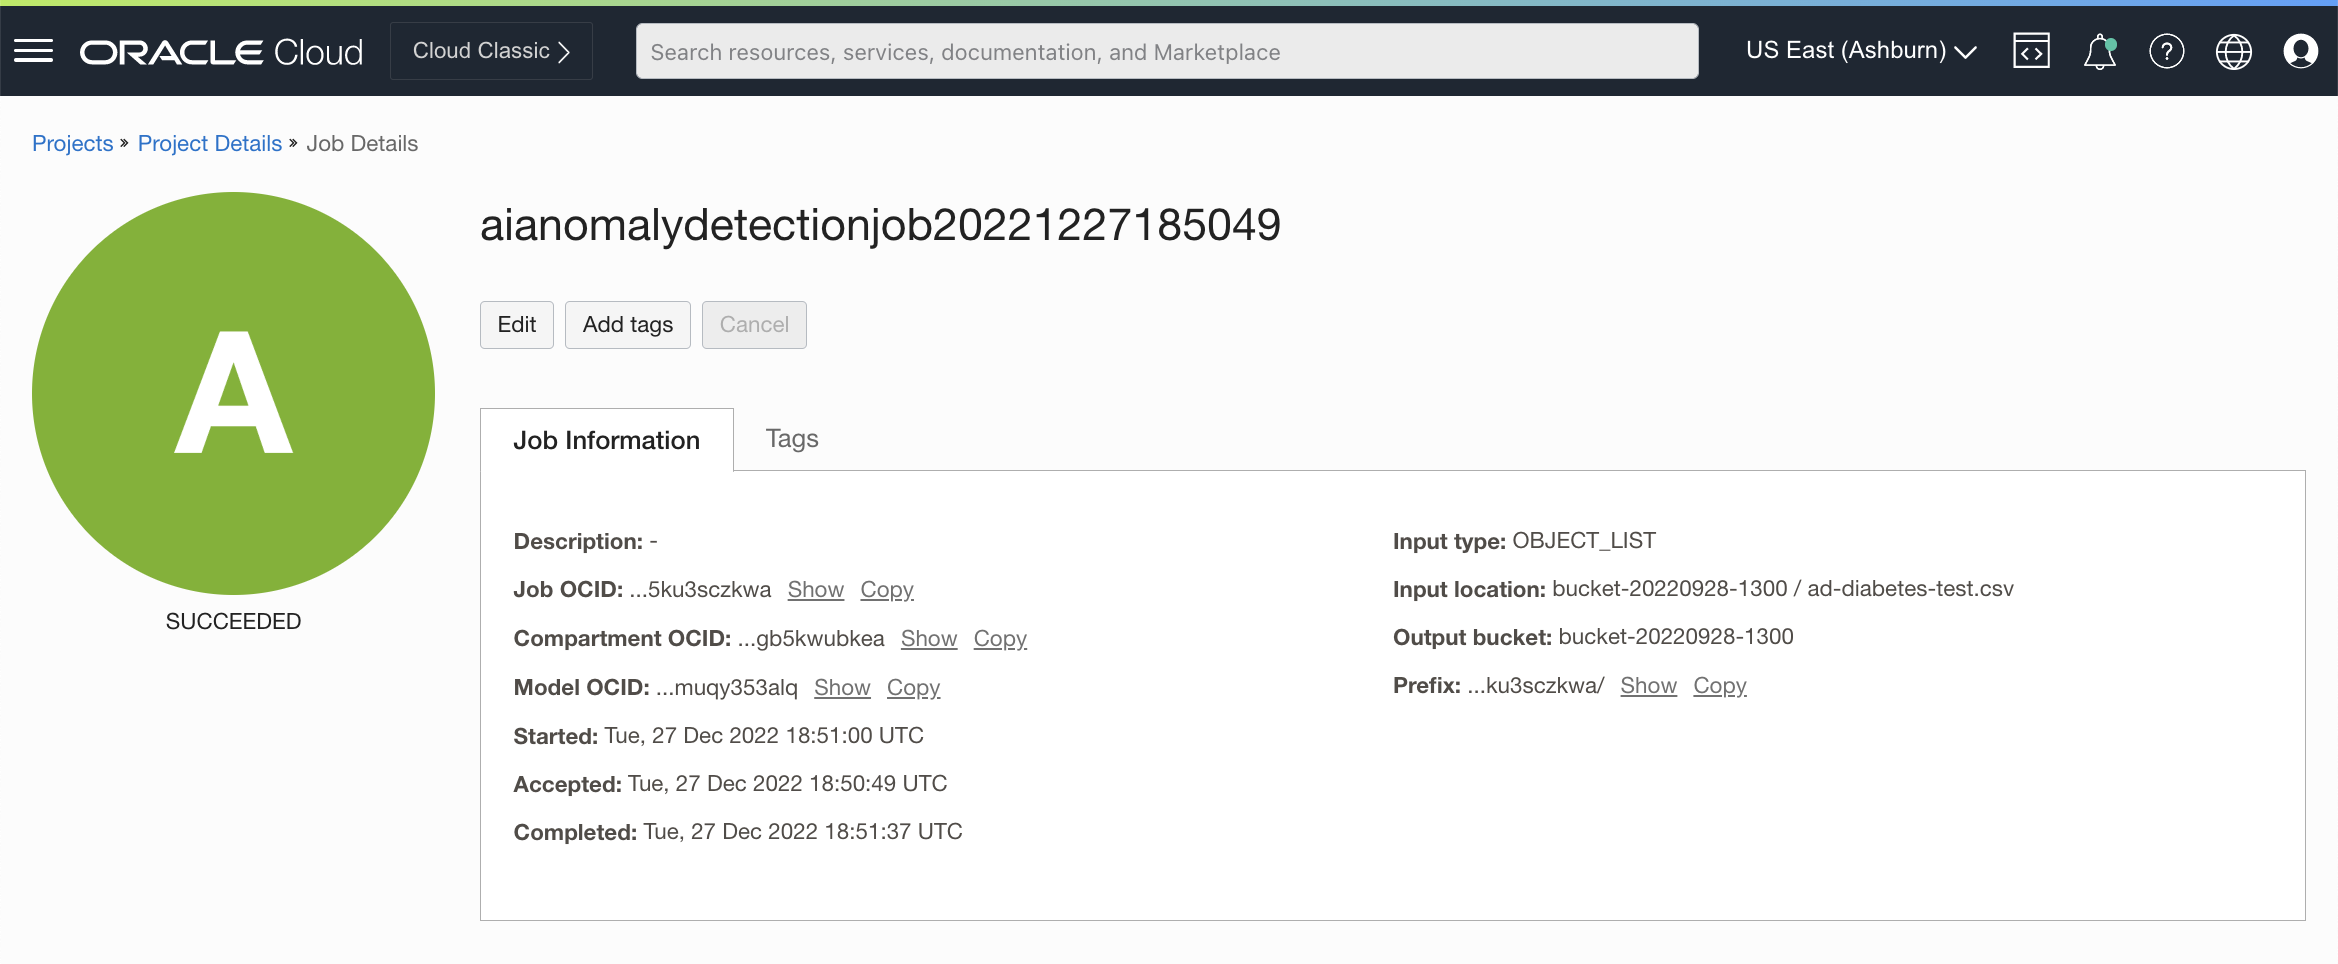 ORACLE Cloud
Cloud Classic
Search resources, services, documentation, and Marketplace
US East (Ashburn)
Projects » Project Details » Job Details
A
SUCCEEDED
aianomalydetectionjob20221227185049
Edit
Add tags
Cancel
Job Information
Tags
Description: -
Job OCID: ...5ku3sczkwa Show Copy
Compartment OCID: ...gb5kwubkea Show Copy
Model OCID: ...muqy353alq Show Copy
Started: Tue, 27 Dec 2022 18:51:00 UTC
Accepted: Tue, 27 Dec 2022 18:50:49 UTC
Completed: Tue, 27 Dec 2022 18:51:37 UTC
Input type: OBJECT_LIST
Input location: bucket-20220928-1300 / ad-diabetes-test.csv
Output bucket: bucket-20220928-1300
Prefix: ...ku3sczkwa/ Show Copy